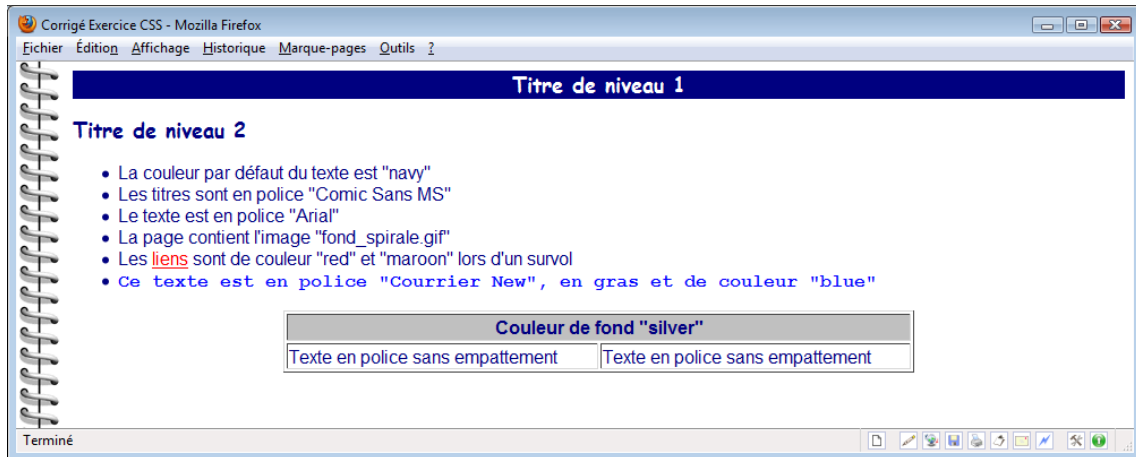 Corrigé Exercice CSS - Mozilla Firefox
Fichier Édition Affichage Historique Marque-pages Outils ?
Titre de niveau 1
Titre de niveau 2
La couleur par défaut du texte est "navy"
Les titres sont en police "Comic Sans MS"
Le texte est en police "Arial"
La page contient l'image "fond_spirale.gif"
Les liens sont de couleur "red" et "maroon" lors d'un survol
Ce texte est en police "Courrier New", en gras et de couleur "blue"
Couleur de fond "silver"
Texte en police sans empattement Texte en police sans empattement
Terminé